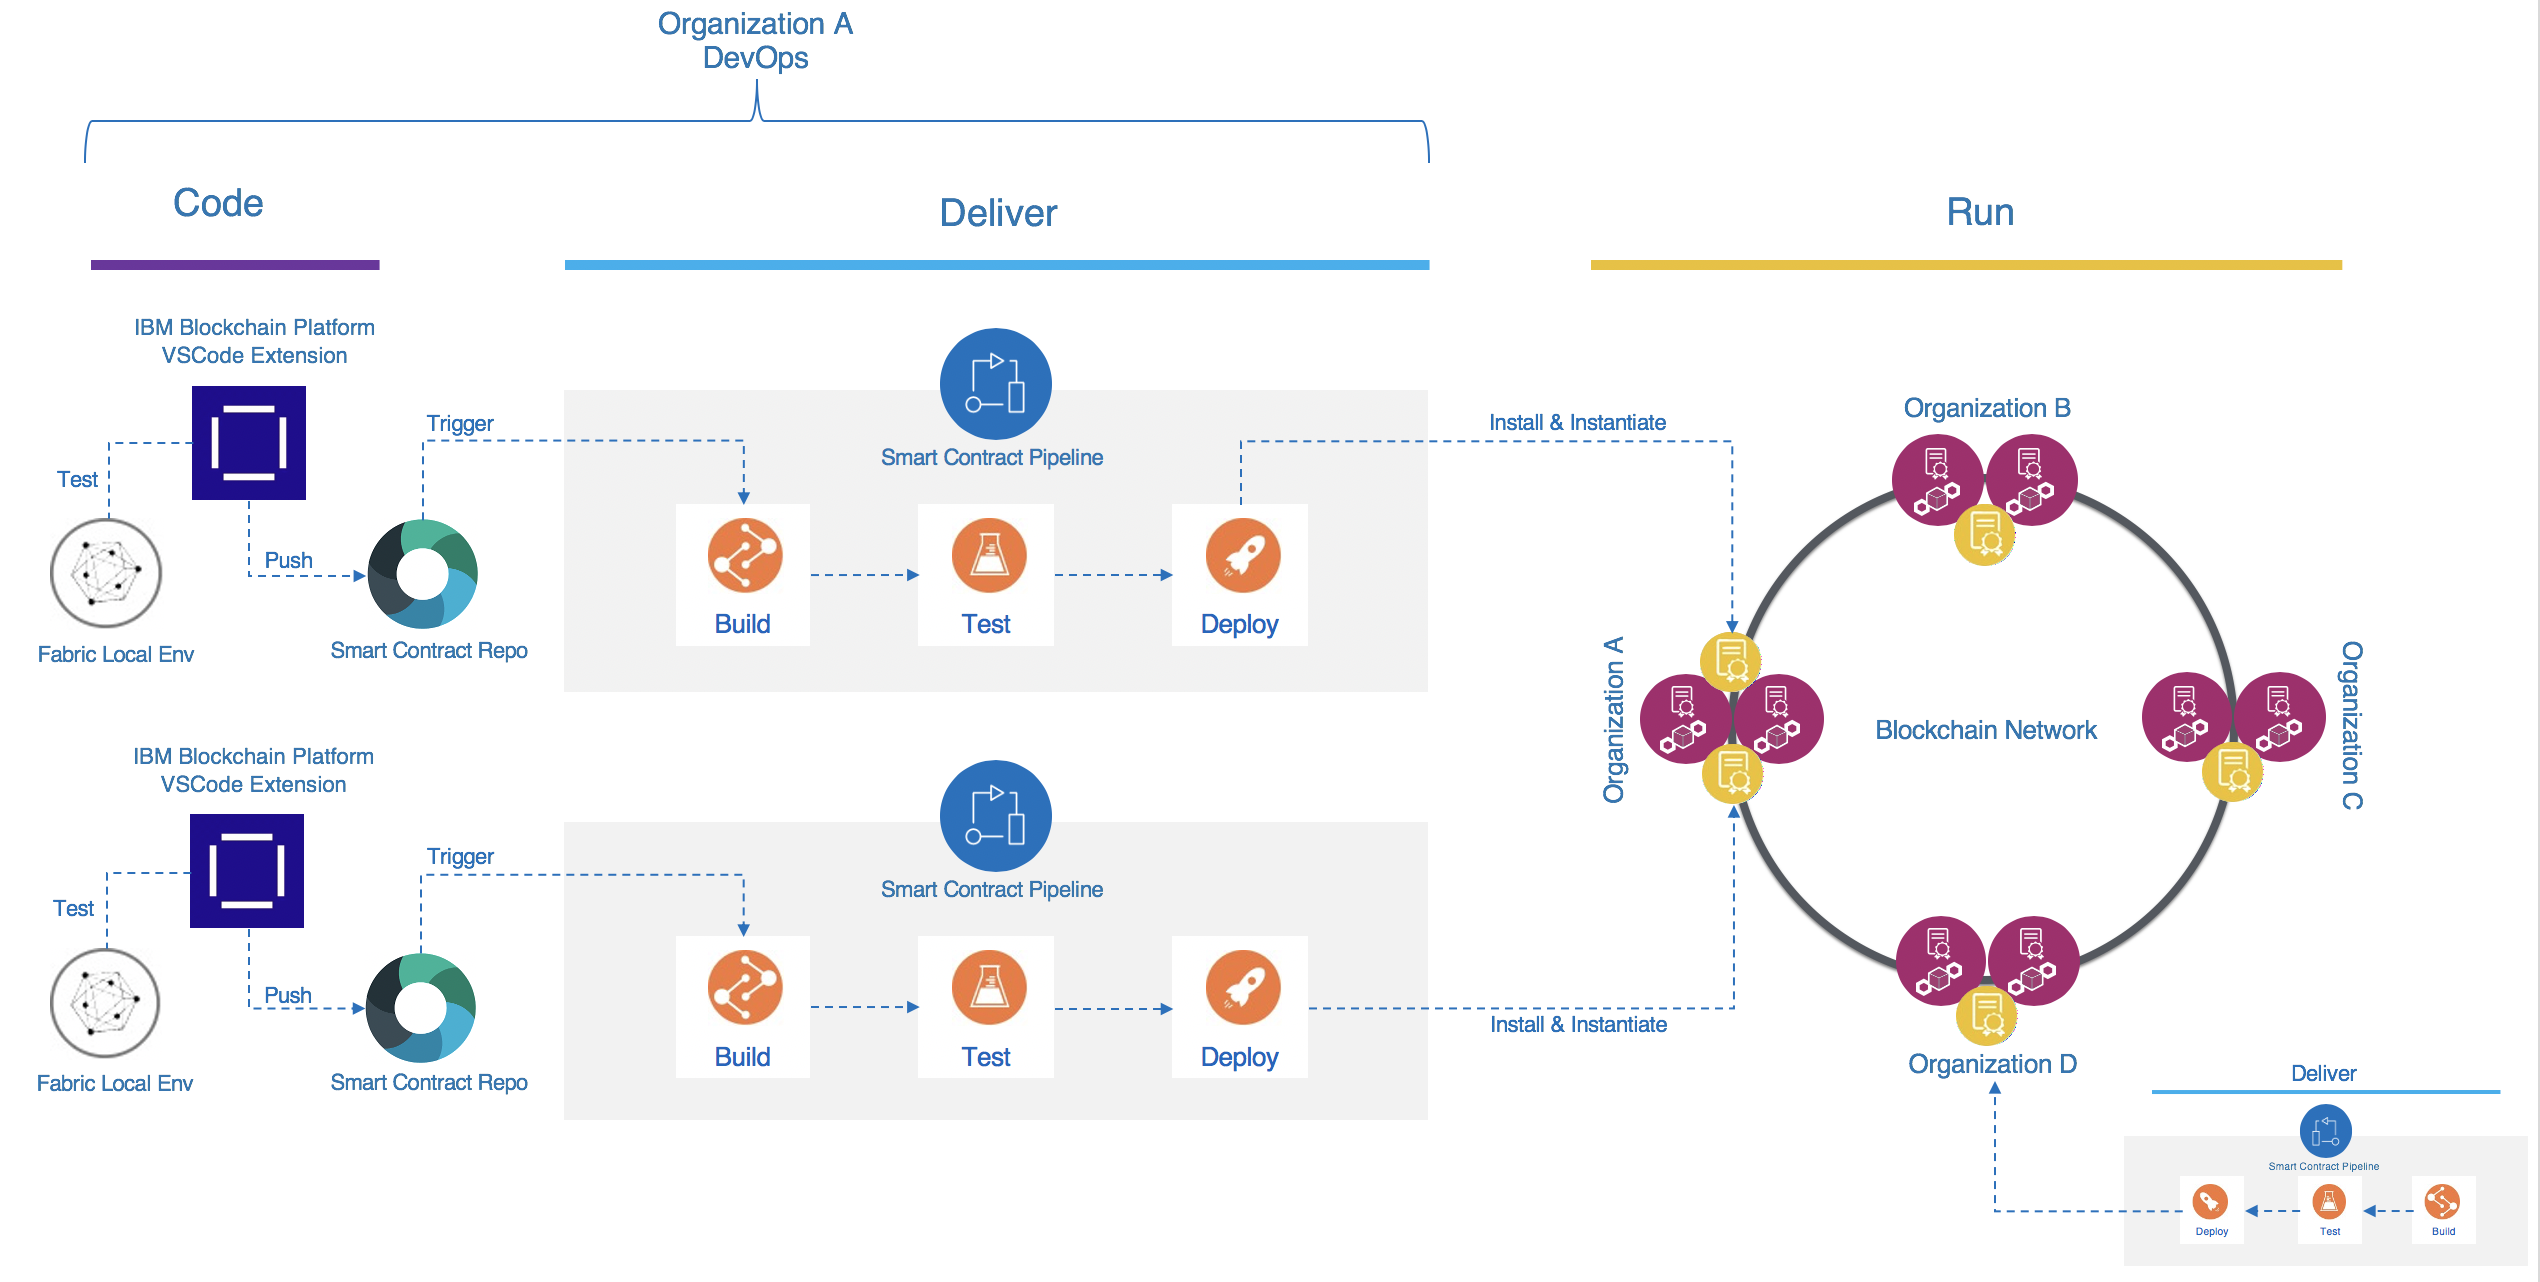 Organization A
DevOps
Code
Deliver
Run
IBM Blockchain Platform
VSCode Extension
Test
Push
Fabric Local Env
Smart Contract Repo
Trigger
Smart Contract Pipeline
Build
Test
Deploy
Install & Instantiate
IBM Blockchain Platform
VSCode Extension
Test
Push
Fabric Local Env
Smart Contract Repo
Trigger
Smart Contract Pipeline
Build
Test
Deploy
Install & Instantiate
Organization B
Organization A
Blockchain Network
Organization C
Organization D
Deliver
Smart Contract Pipeline
Deploy
Test
Build